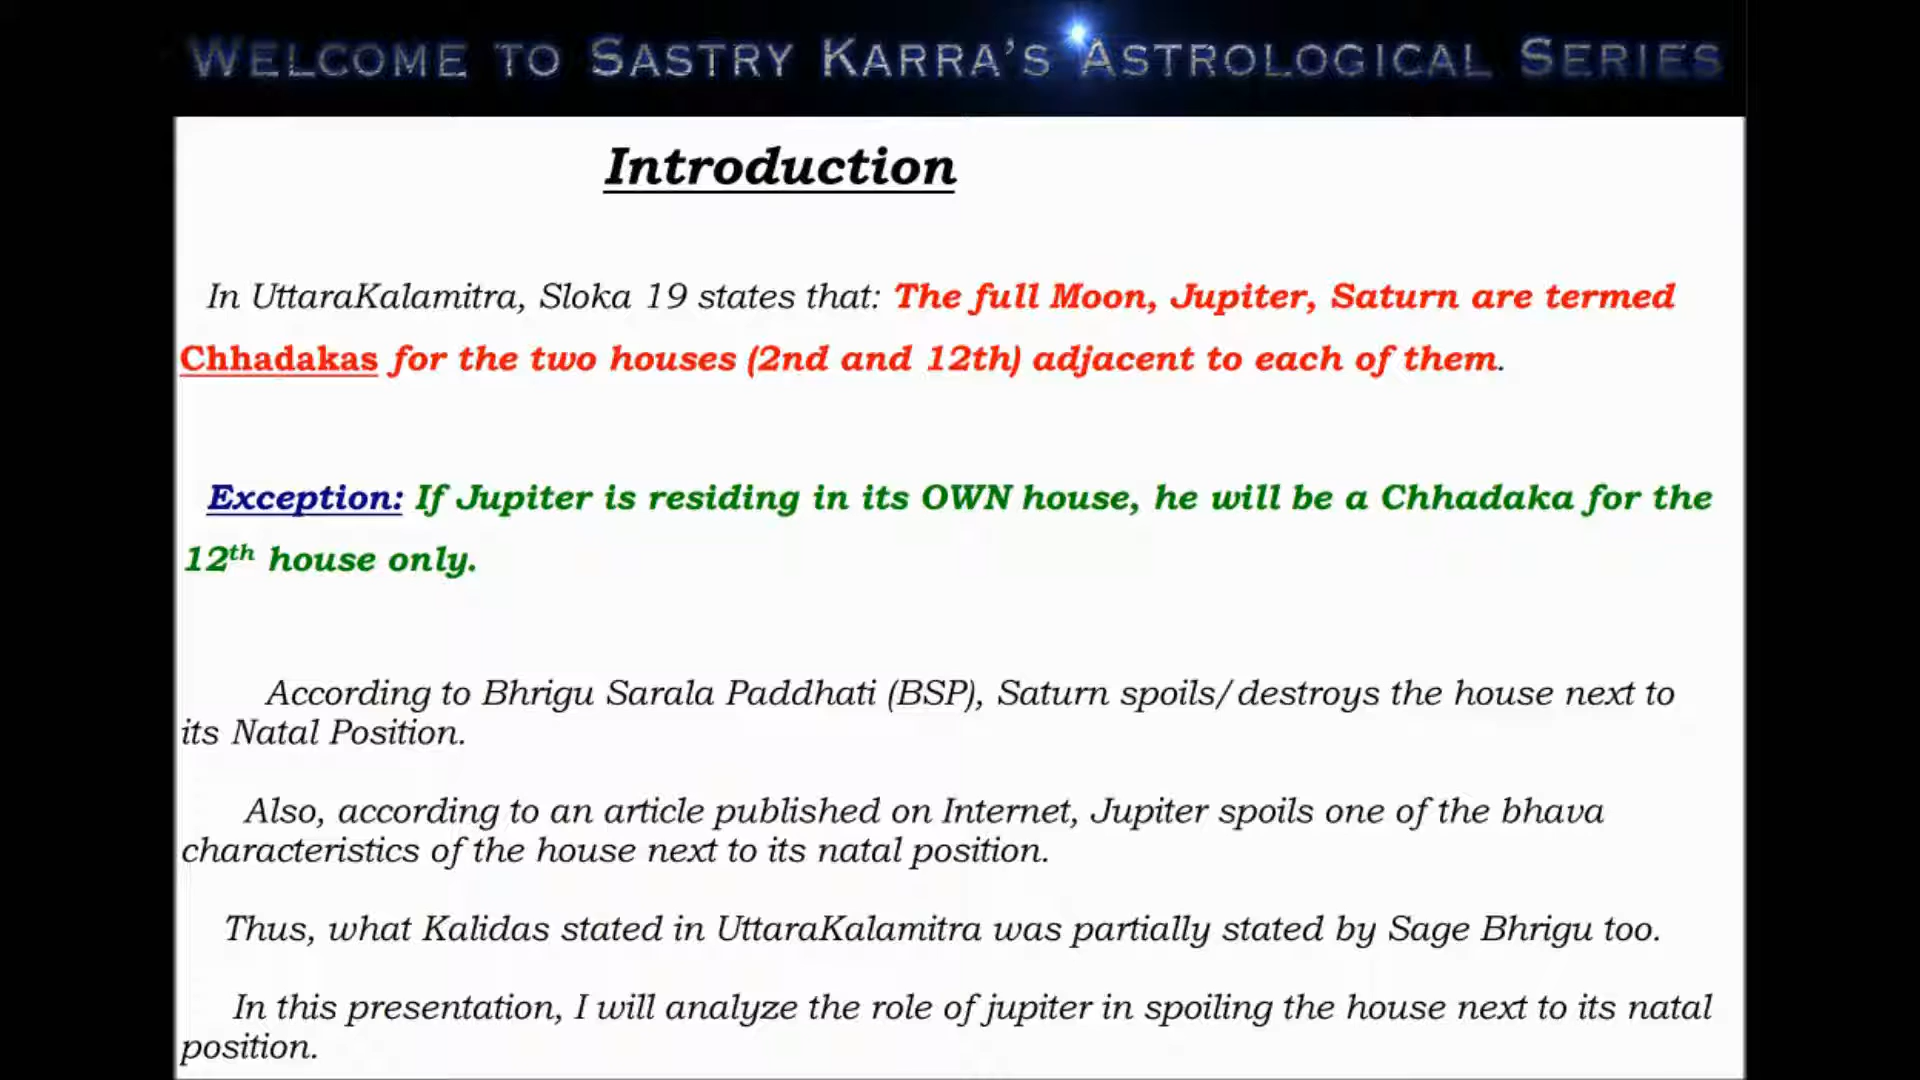 WELCOME TO SASTRY KARRA'S ASTROLOGICAL SERIES
Introduction
In UttaraKalamitra, Sloka 19 states that: The full Moon, Jupiter, Saturn are termed
Chhadakas for the two houses (2nd and 12th) adjacent to each of them.
Exception: If Jupiter is residing in its OWN house, he will be a Chhadaka for the
12th house only.
According to Bhrigu Sarala Paddhati (BSP), Saturn spoils/destroys the house next to
its Natal Position.
Also, according to an article published on Internet, Jupiter spoils one of the bhava
characteristics of the house next to its natal position.
Thus, what Kalidas stated in UttaraKalamitra was partially stated by Sage Bhrigu too.
In this presentation, I will analyze the role of jupiter in spoiling the house next to its natal
position.